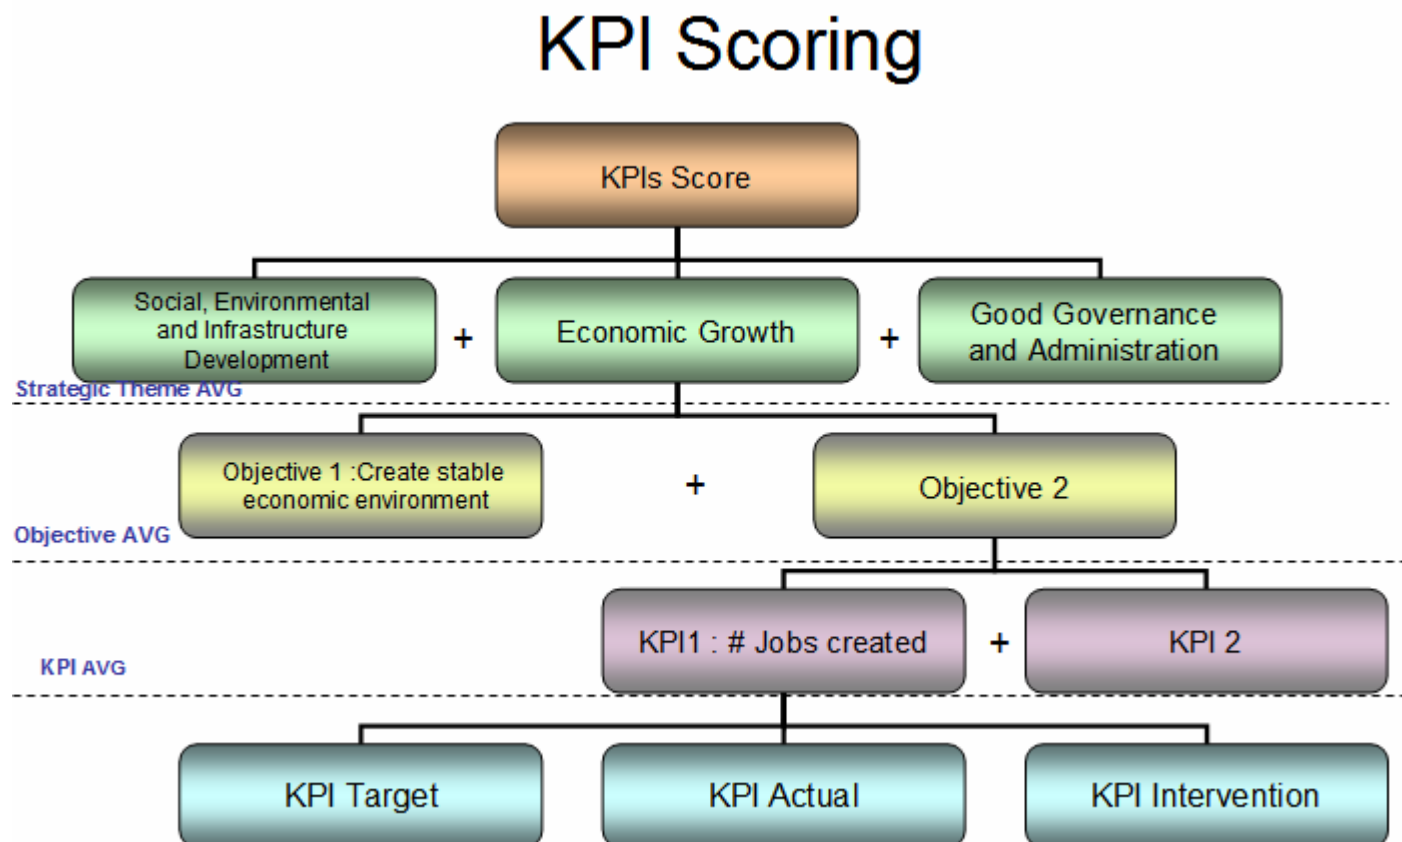 KPI Scoring
KPIs Score
Social, Environmental
and Infrastructure
Development
+
Economic Growth
+
Good Governance
and Administration
Strategic Theme AVG
Objective 1 :Create stable
economic environment
+
Objective 2
Objective AVG
KPI1 : # Jobs created
+
KPI 2
KPI AVG
KPI Target
KPI Actual
KPI Intervention